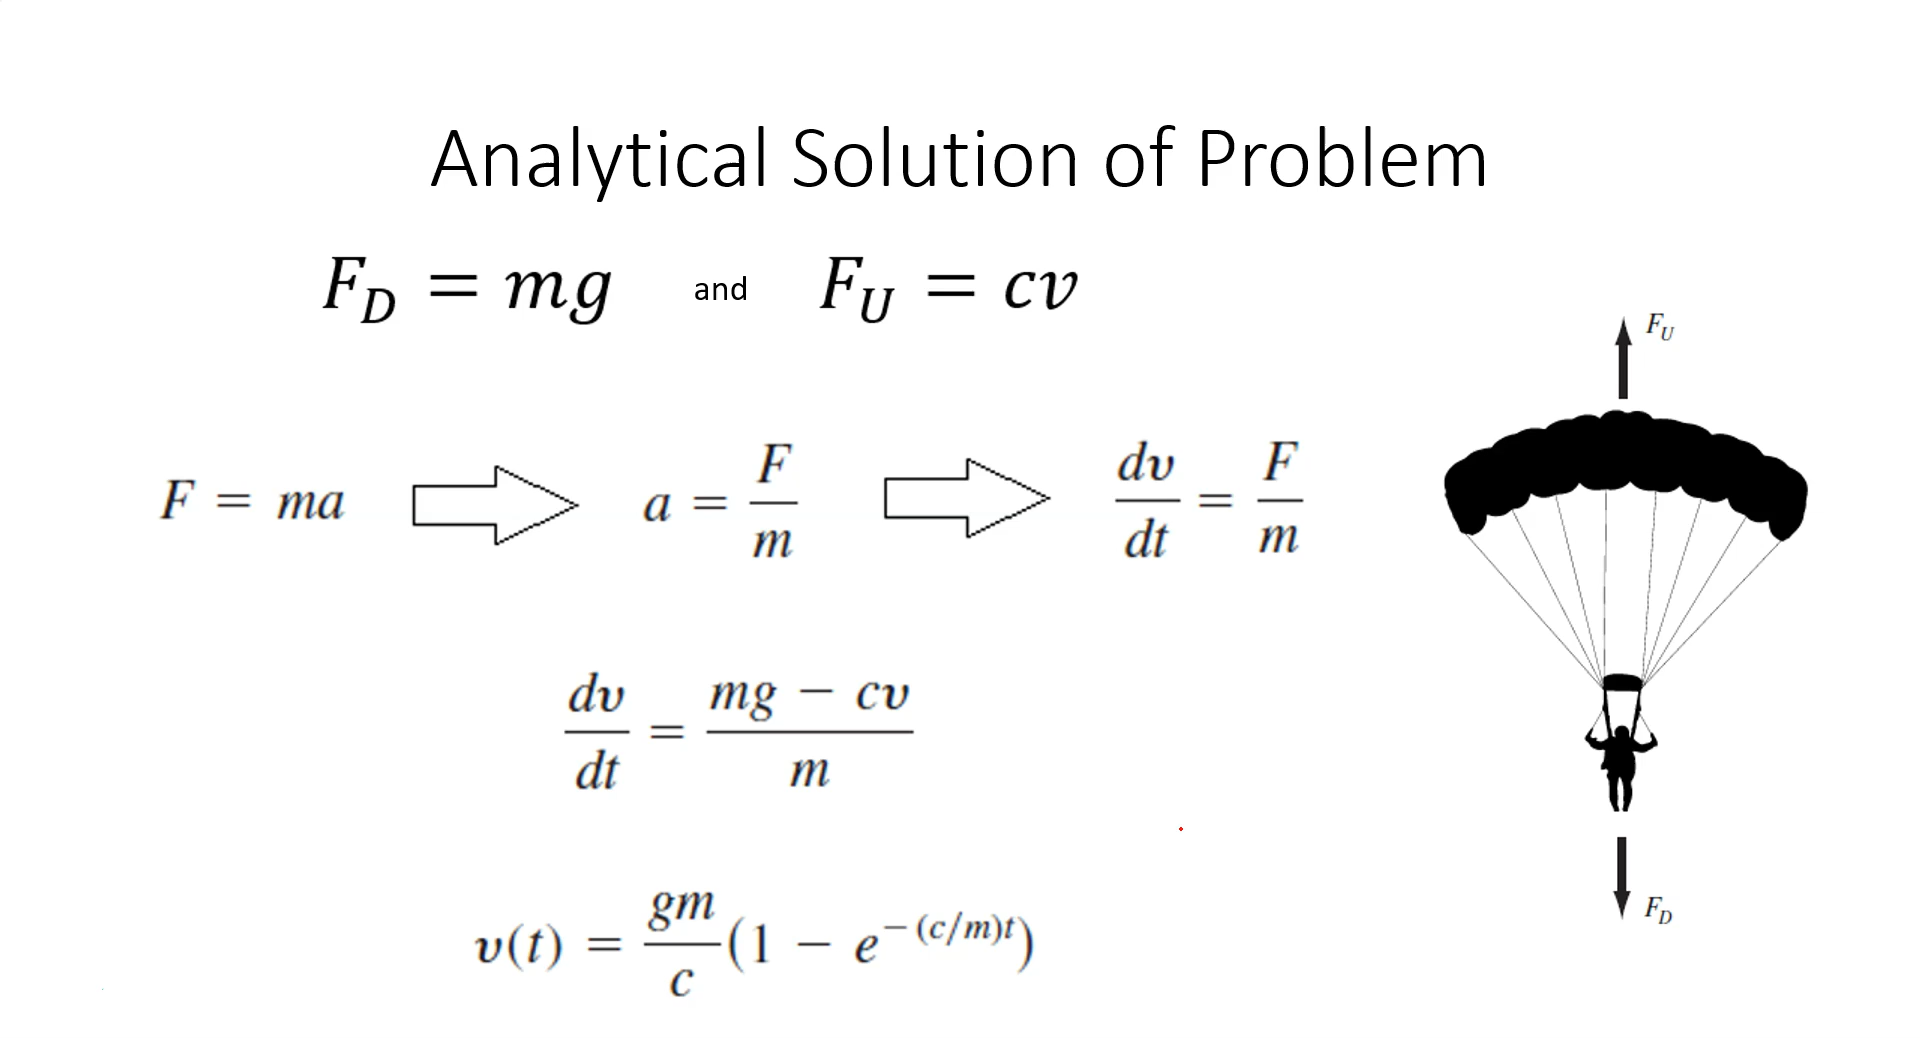 Analytical Solution of Problem
F_D = mg and F_U = cv
F = ma a = F/m dv/dt = F/m
dv/dt = (mg − cv)/m
v(t) = gm/c (1 − e^−(c/m)t)
F_U
F_D